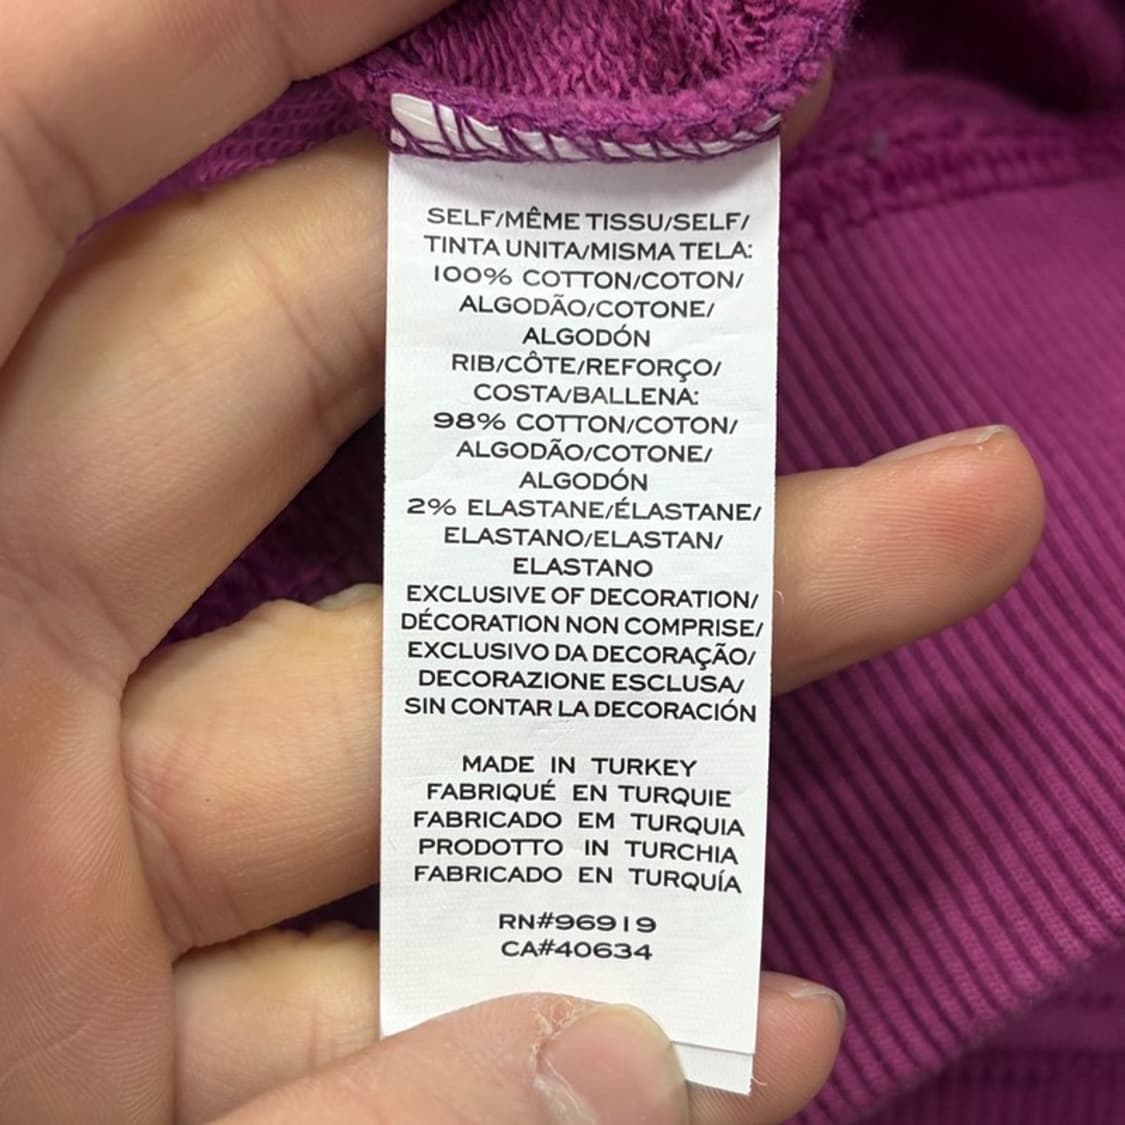 SELF/MÊME TISSU/SELF/
TINTA UNITA/MISMA TELA:
100% COTTON/COTON/
ALGODÃO/COTONE/
ALGODÓN
RIB/CÔTE/REFORÇO/
COSTA/BALLENA:
98% COTTON/COTON/
ALGODÃO/COTONE/
ALGODÓN
2% ELASTANE/ÉLASTANE/
ELASTANO/ELASTAN/
ELASTANO
EXCLUSIVE OF DECORATION/
DÉCORATION NON COMPRISE/
EXCLUSIVO DA DECORAÇÃO/
DECORAZIONE ESCLUSA/
SIN CONTAR LA DECORACIÓN
MADE IN TURKEY
FABRIQUÉ EN TURQUIE
FABRICADO EM TURQUIA
PRODOTTO IN TURCHIA
FABRICADO EN TURQUÍA
RN#96919
CA#40634